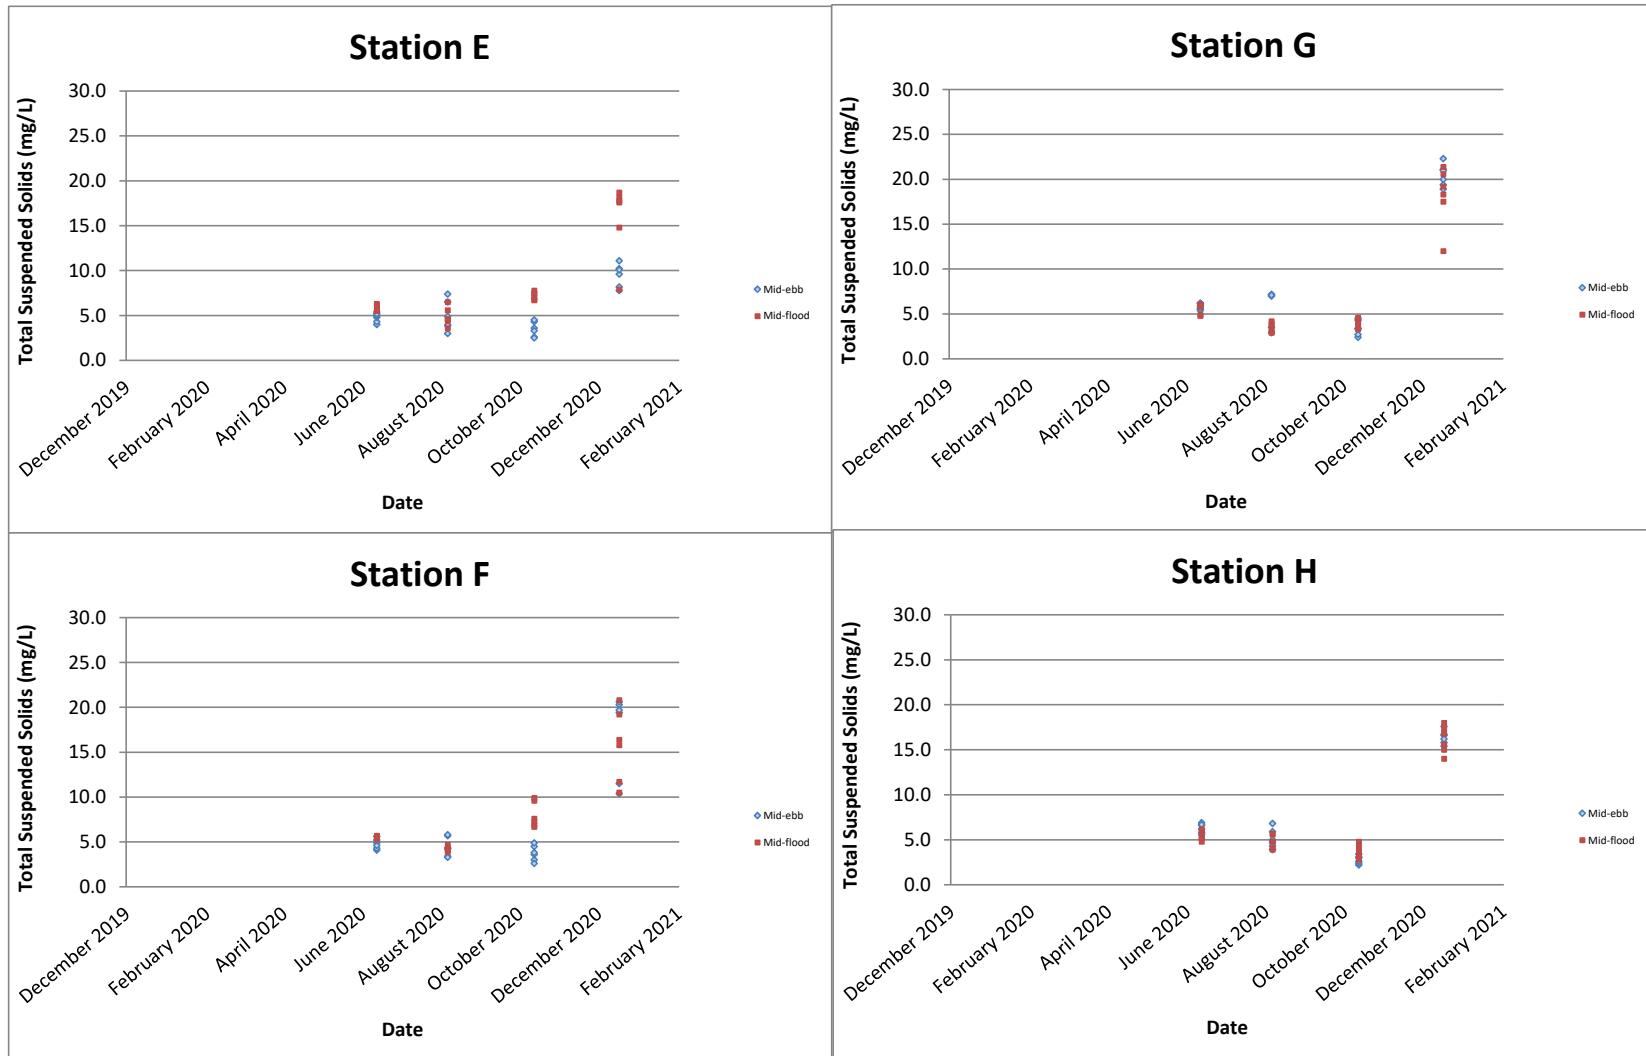 Station E
Total Suspended Solids (mg/L)
30.0
25.0
20.0
15.0
10.0
5.0
0.0
December 2019
February 2020
April 2020
June 2020
August 2020
October 2020
December 2020
February 2021
Date
Mid-ebb
Mid-flood
Station G
Total Suspended Solids (mg/L)
30.0
25.0
20.0
15.0
10.0
5.0
0.0
December 2019
February 2020
April 2020
June 2020
August 2020
October 2020
December 2020
February 2021
Date
Mid-ebb
Mid-flood
Station F
Total Suspended Solids (mg/L)
30.0
25.0
20.0
15.0
10.0
5.0
0.0
December 2019
February 2020
April 2020
June 2020
August 2020
October 2020
December 2020
February 2021
Date
Mid-ebb
Mid-flood
Station H
Total Suspended Solids (mg/L)
30.0
25.0
20.0
15.0
10.0
5.0
0.0
December 2019
February 2020
April 2020
June 2020
August 2020
October 2020
December 2020
February 2021
Date
Mid-ebb
Mid-flood